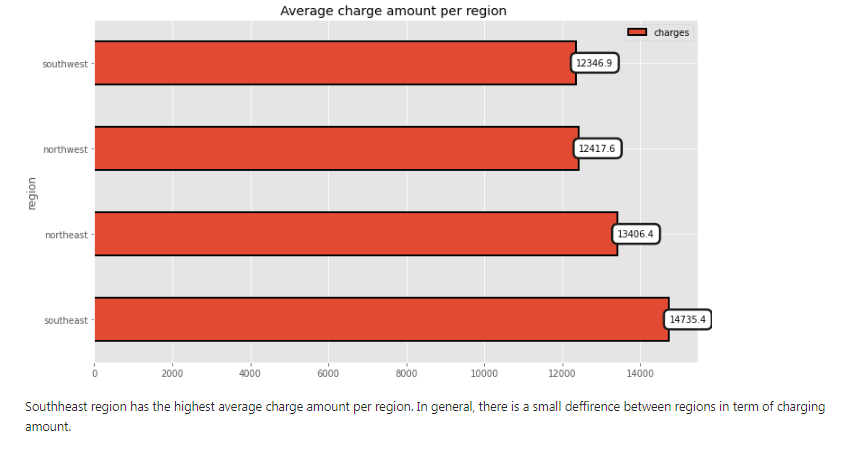 Average charge amount per region
charges
southwest
12346.9
northwest
12417.6
region
northeast
13406.4
southeast
14735.4
0 2000 4000 6000 8000 10000 12000 14000
Southheast region has the highest average charge amount per region. In general, there is a small deffirence between regions in term of charging
amount.